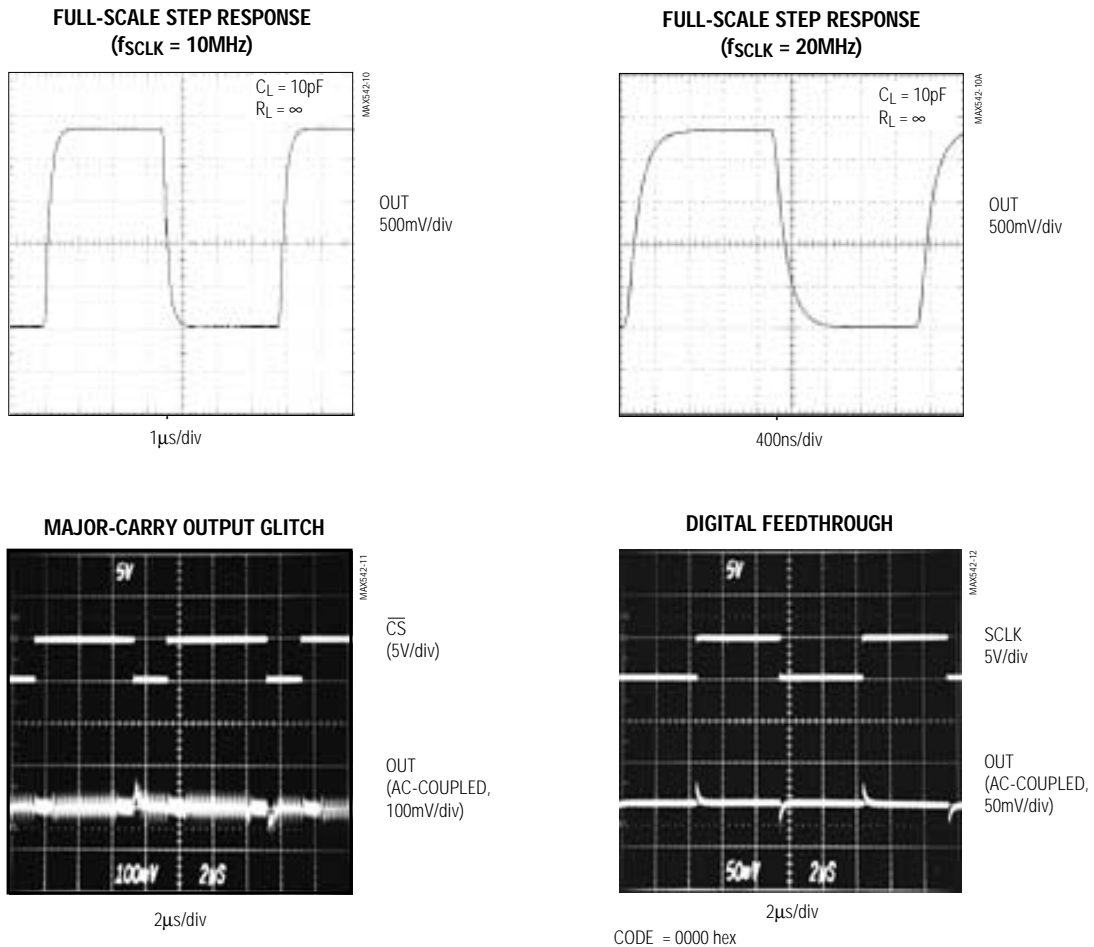 FULL-SCALE STEP RESPONSE
(fSCLK = 10MHz)
CL = 10pF
RL = ∞
MAX542-10
OUT
500mV/div
1µs/div
FULL-SCALE STEP RESPONSE
(fSCLK = 20MHz)
CL = 10pF
RL = ∞
MAX542-10A
OUT
500mV/div
400ns/div
MAJOR-CARRY OUTPUT GLITCH
5V
MAX542-11
C̅S̅
(5V/div)
OUT
(AC-COUPLED,
100mV/div)
100mV 2µS
2µs/div
DIGITAL FEEDTHROUGH
5V
MAX542-12
SCLK
5V/div
OUT
(AC-COUPLED,
50mV/div)
50mV 2µS
2µs/div
CODE = 0000 hex